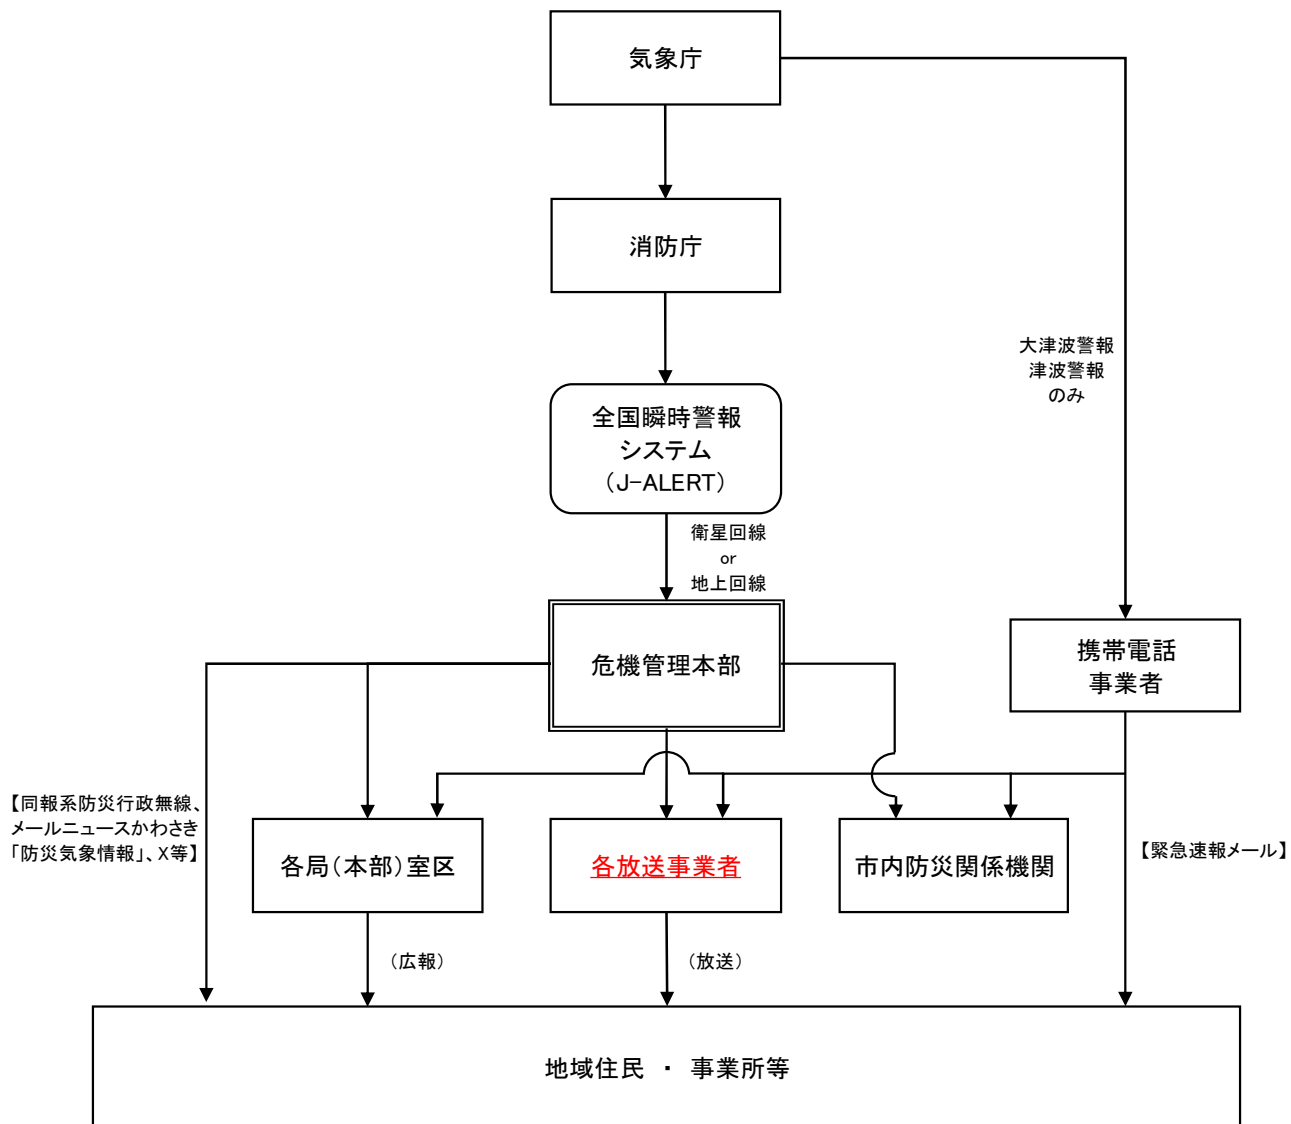 気象庁
消防庁
大津波警報
津波警報
のみ
全国瞬時警報
システム
（J-ALERT）
衛星回線
or
地上回線
危機管理本部
携帯電話
事業者
【同報系防災行政無線、
メールニュースかわさき
「防災気象情報」、X等】
各局（本部）室区
各放送事業者
市内防災関係機関
【緊急速報メール】
（広報）
（放送）
地域住民 ・ 事業所等